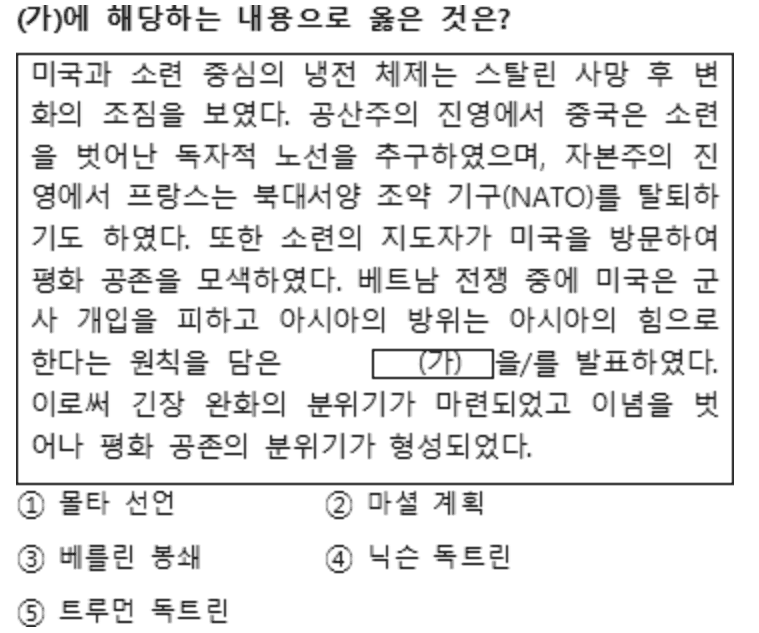 (가)에 해당하는 내용으로 옳은 것은?
미국과 소련 중심의 냉전 체제는 스탈린 사망 후 변
화의 조짐을 보였다. 공산주의 진영에서 중국은 소련
을 벗어난 독자적 노선을 추구하였으며, 자본주의 진
영에서 프랑스는 북대서양 조약 기구(NATO)를 탈퇴하
기도 하였다. 또한 소련의 지도자가 미국을 방문하여
평화 공존을 모색하였다. 베트남 전쟁 중에 미국은 군
사 개입을 피하고 아시아의 방위는 아시아의 힘으로
한다는 원칙을 담은 (가) 을/를 발표하였다.
이로써 긴장 완화의 분위기가 마련되었고 이념을 벗
어나 평화 공존의 분위기가 형성되었다.
① 몰타 선언 ② 마셜 계획
③ 베를린 봉쇄 ④ 닉슨 독트린
⑤ 트루먼 독트린